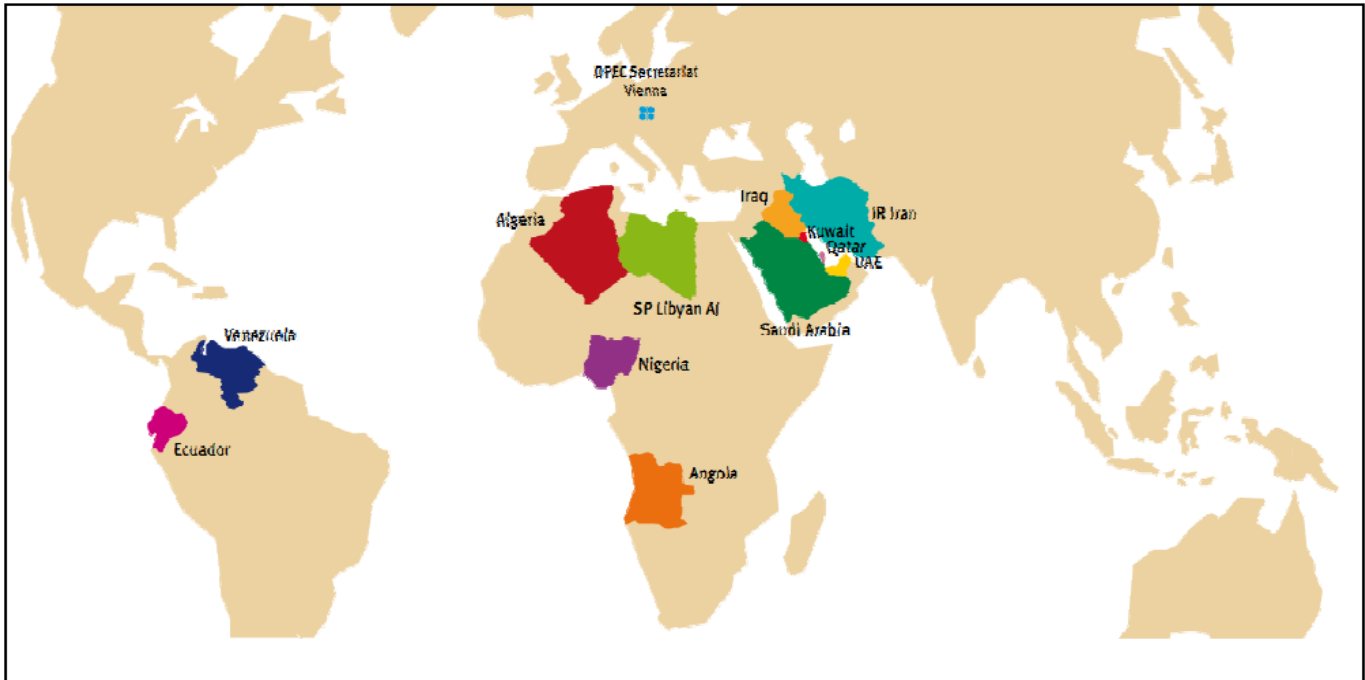 OPEC Secretariat
Vienna
Iraq
IR Iran
Algeria
Kuwait
Qatar
UAE
SP Libyan AJ
Saudi Arabia
Venezuela
Nigeria
Ecuador
Angola